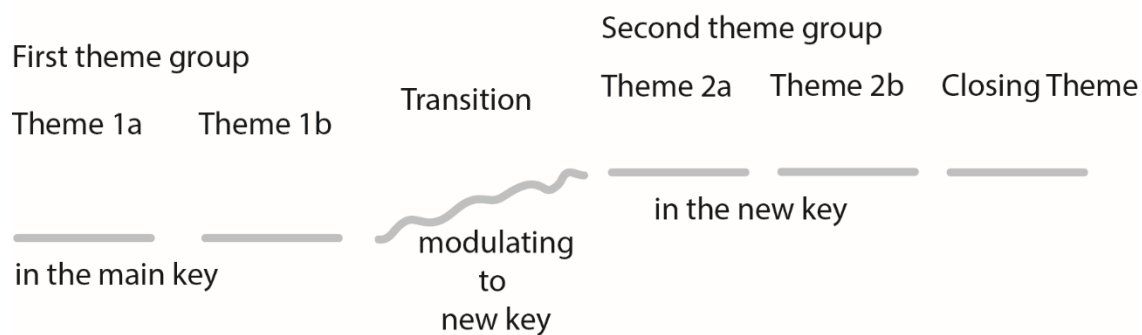 First theme group
Theme 1a
Theme 1b
in the main key
Transition
modulating
to
new key
Second theme group
Theme 2a
Theme 2b
Closing Theme
in the new key